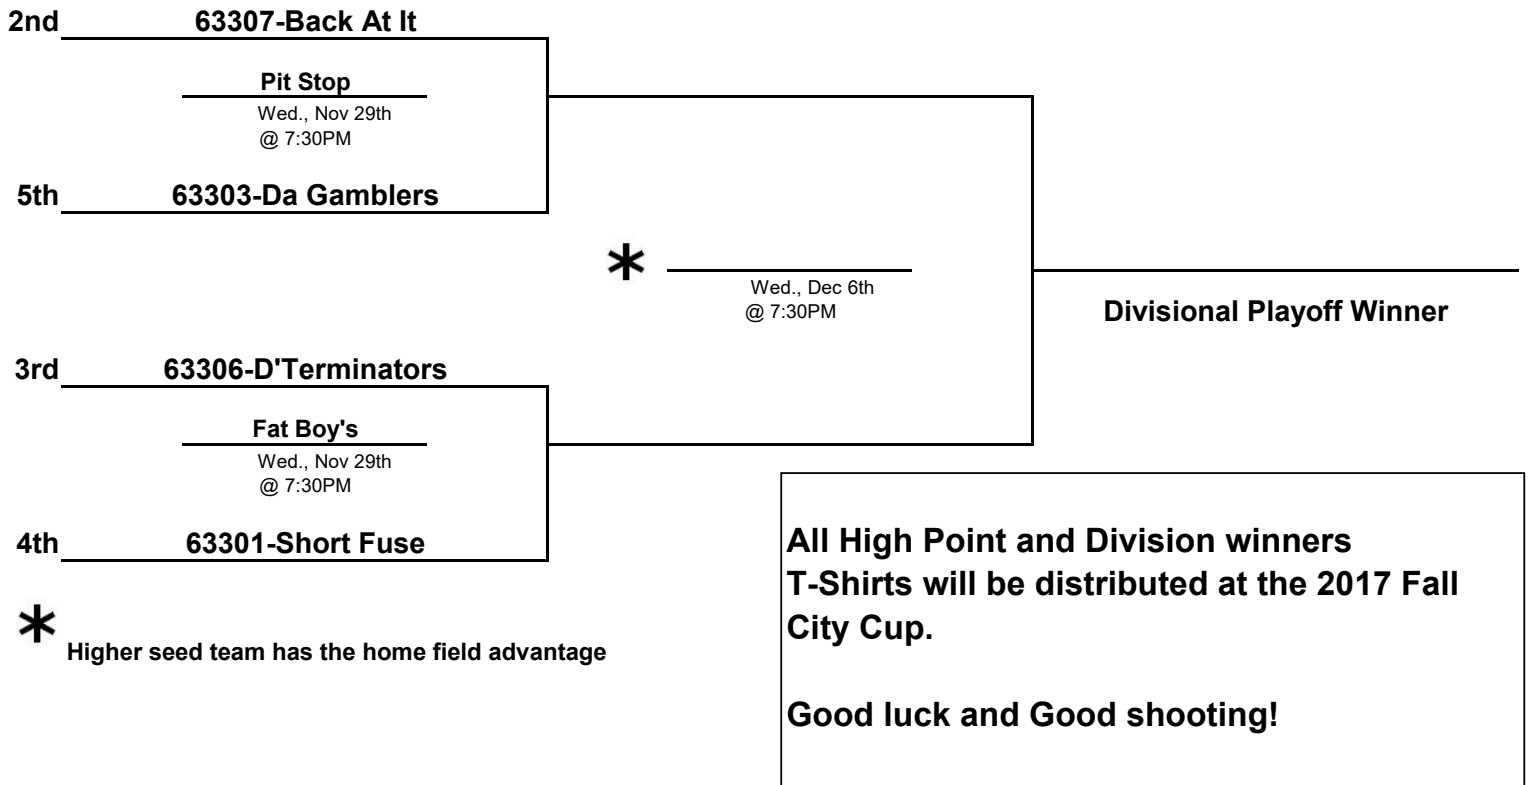 2nd 63307-Back At It
Pit Stop
Wed., Nov 29th
@ 7:30PM
5th 63303-Da Gamblers
* 
Wed., Dec 6th
@ 7:30PM
Divisional Playoff Winner
3rd 63306-D'Terminators
Fat Boy's
Wed., Nov 29th
@ 7:30PM
4th 63301-Short Fuse
* Higher seed team has the home field advantage
All High Point and Division winners
T-Shirts will be distributed at the 2017 Fall
City Cup.
Good luck and Good shooting!